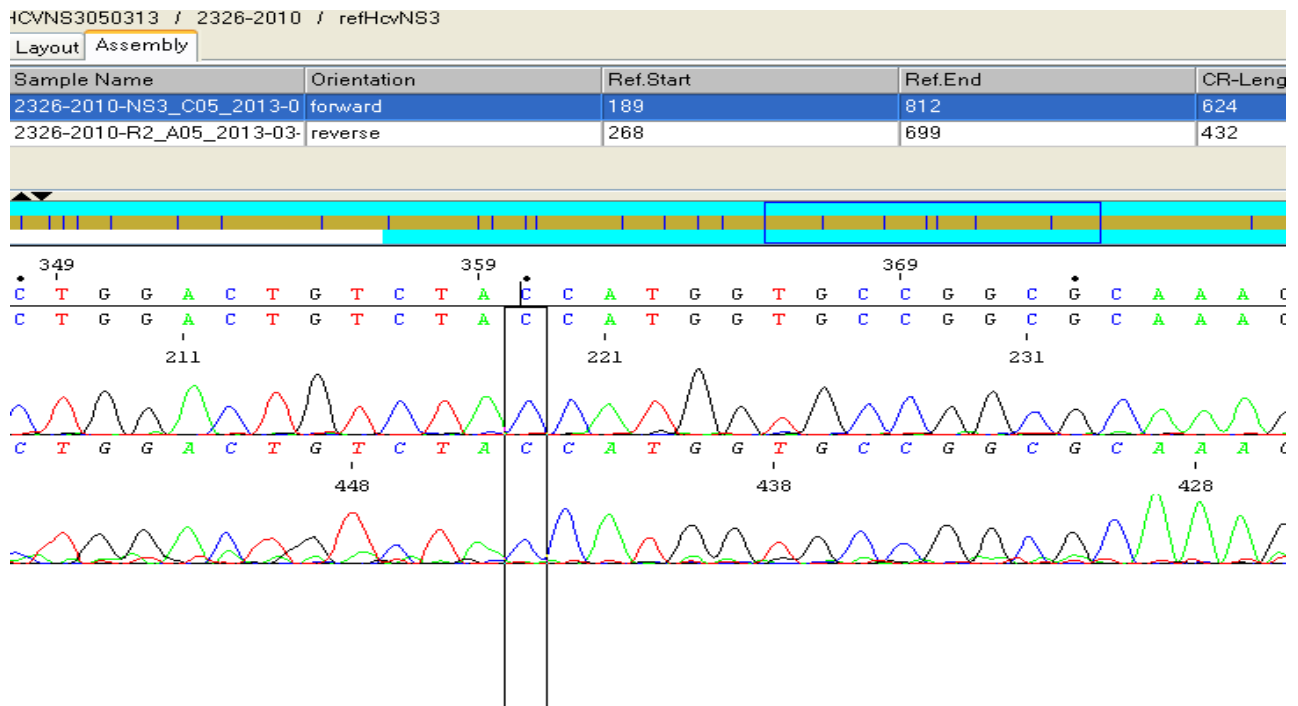 HCVNS3050313 / 2326-2010 / refHcvNS3
Layout Assembly
Sample Name Orientation Ref.Start Ref.End CR-Leng
2326-2010-NS3_C05_2013-0 forward 189 812 624
2326-2010-R2_A05_2013-03- reverse 268 699 432
349 359 369
C T G G A C T G T C T A C C A T G G T G C C G G C G C A A A C
C T G G A C T G T C T A C C A T G G T G C C G G C G C A A A C
211 221 231
C T G G A C T G T C T A C C A T G G T G C C G G C G C A A A C
448 438 428